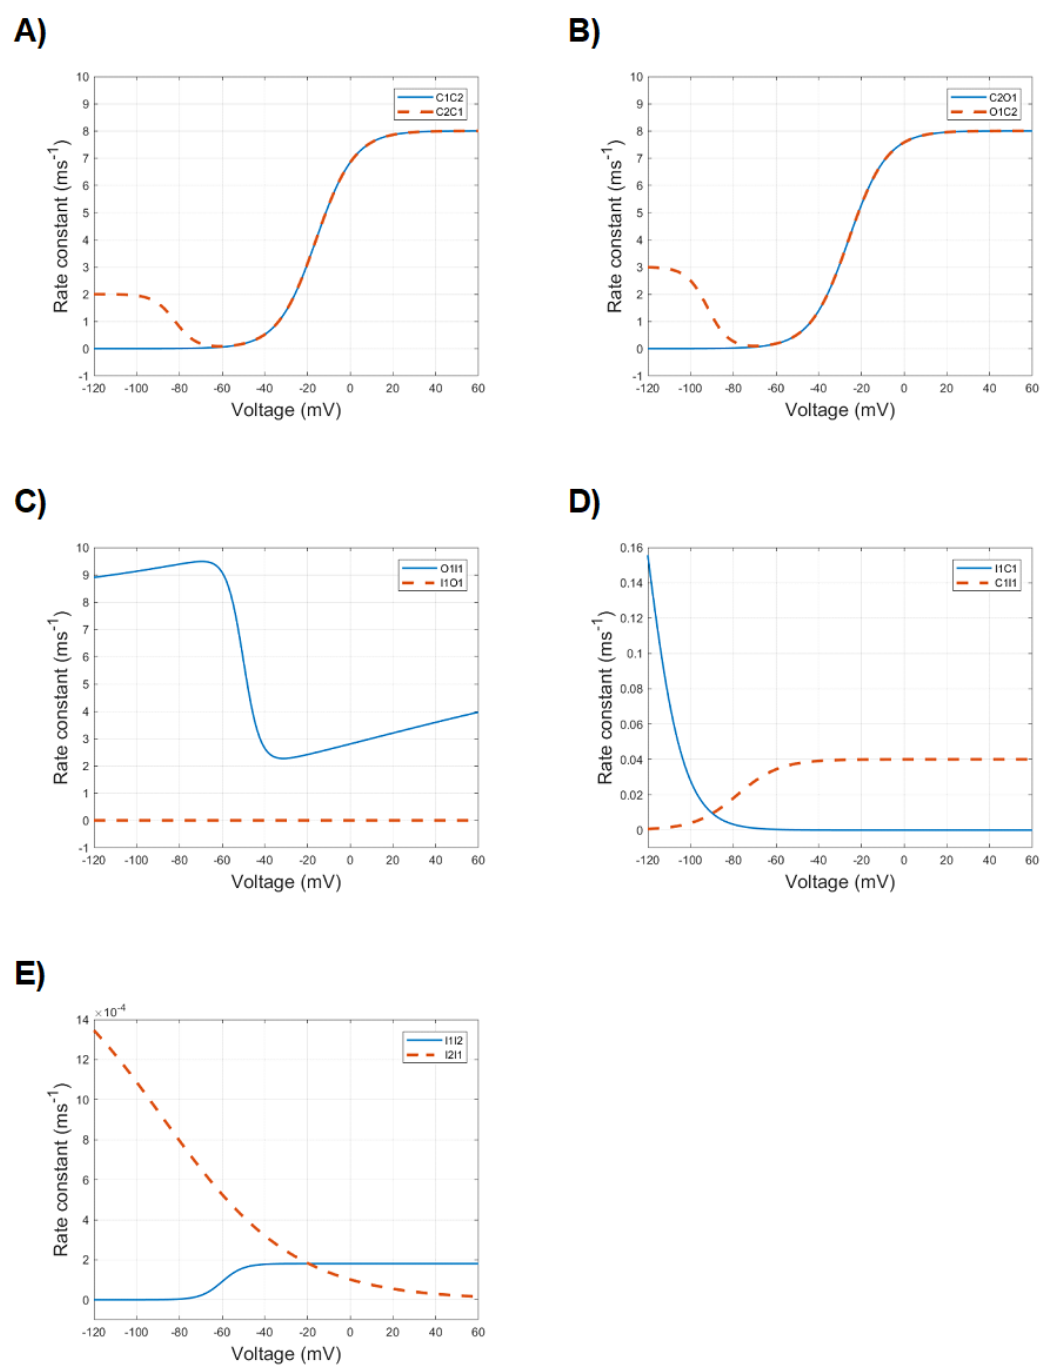 A)
10
9
8
7
6
5
4
3
2
1
0
-1
Rate constant (ms⁻¹)
C1C2
C2C1
-120 -100 -80 -60 -40 -20 0 20 40 60
Voltage (mV)
B)
10
9
8
7
6
5
4
3
2
1
0
-1
Rate constant (ms⁻¹)
C2O1
O1C2
-120 -100 -80 -60 -40 -20 0 20 40 60
Voltage (mV)
C)
10
9
8
7
6
5
4
3
2
1
0
-1
Rate constant (ms⁻¹)
O1I1
I1O1
-120 -100 -80 -60 -40 -20 0 20 40 60
Voltage (mV)
D)
0.16
0.14
0.12
0.1
0.08
0.06
0.04
0.02
0
Rate constant (ms⁻¹)
I1C1
C1I1
-120 -100 -80 -60 -40 -20 0 20 40 60
Voltage (mV)
E)
× 10⁻⁴
14
12
10
8
6
4
2
0
Rate constant (ms⁻¹)
I1I2
I2I1
-120 -100 -80 -60 -40 -20 0 20 40 60
Voltage (mV)